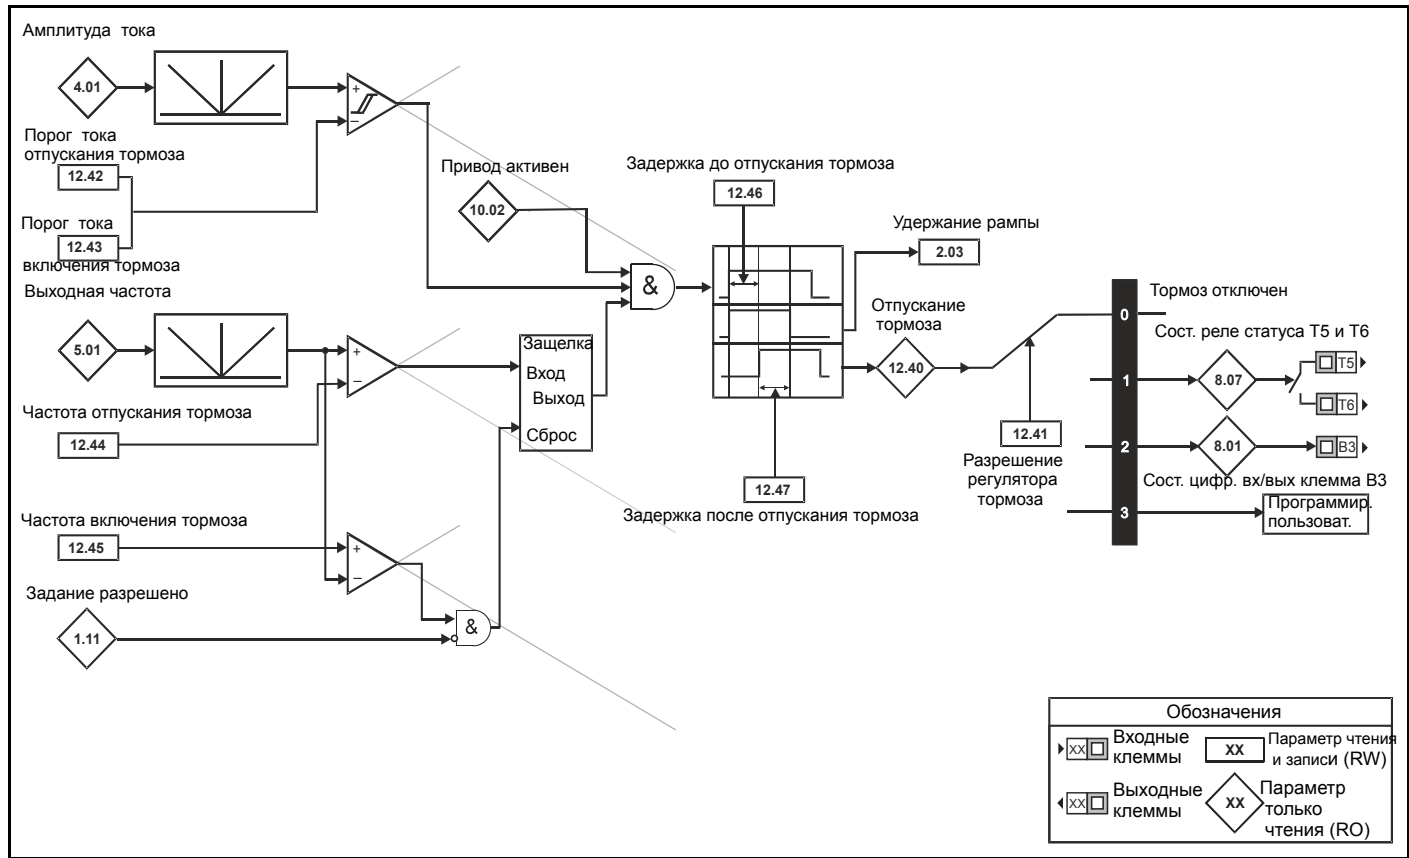 Амплитуда тока
4.01
+
−
Порог тока
отпускания тормоза
12.42
Порог тока
12.43
включения тормоза
Привод активен
10.02
&
Задержка до отпускания тормоза
12.46
Удержание рампы
2.03
Выходная частота
5.01
+
−
Защелка
Вход
Выход
Сброс
Частота отпускания тормоза
12.44
12.47
Задержка после отпускания тормоза
Отпускание
тормоза
12.40
12.41
Разрешение
регулятора
тормоза
0
1
2
3
Тормоз отключен
Сост. реле статуса T5 и T6
8.07
T5
T6
8.01
B3
Сост. цифр. вх/вых клемма B3
Программир.
пользоват.
Частота включения тормоза
12.45
+
−
Задание разрешено
1.11
&
Обозначения
XX
Входные
клеммы
XX
Параметр чтения
и записи (RW)
XX
Выходные
клеммы
XX
Параметр
только
чтения (RO)